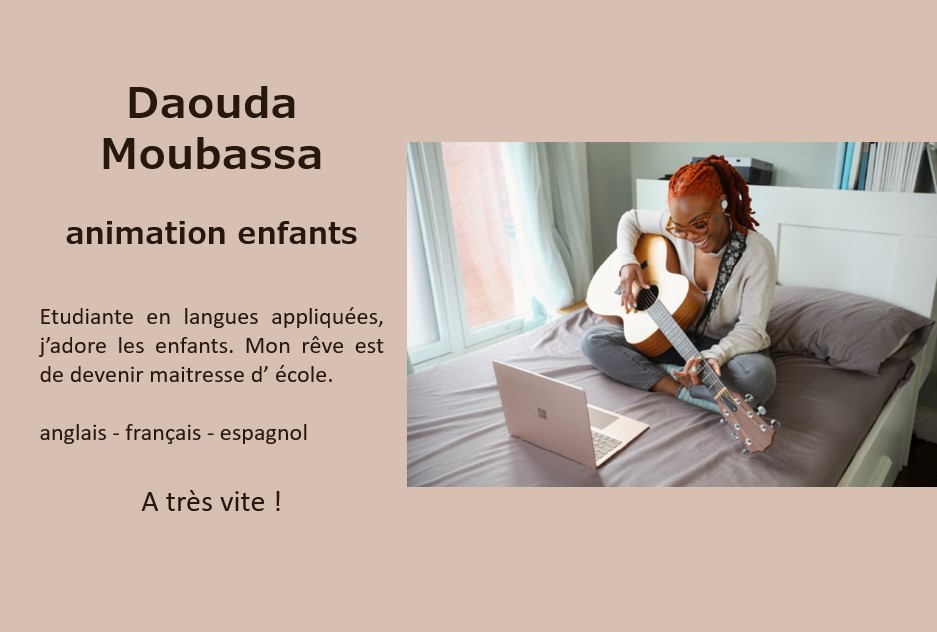 Daouda
Moubassa
animation enfants
Etudiante en langues appliquées,
j’adore les enfants. Mon rêve est
de devenir maitresse d’ école.
anglais - français - espagnol
A très vite !